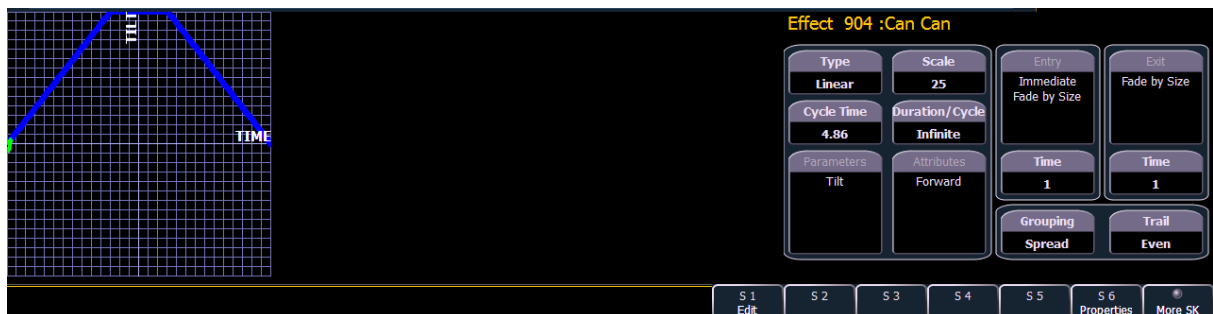 TILT
TIME
Effect 904 :Can Can
Type
Linear
Scale
25
Cycle Time
4.86
Duration/Cycle
Infinite
Parameters
Tilt
Attributes
Forward
Entry
Immediate
Fade by Size
Time
1
Exit
Fade by Size
Time
1
Grouping
Spread
Trail
Even
S 1
Edit
S 2
S 3
S 4
S 5
S 6
Properties
More SK